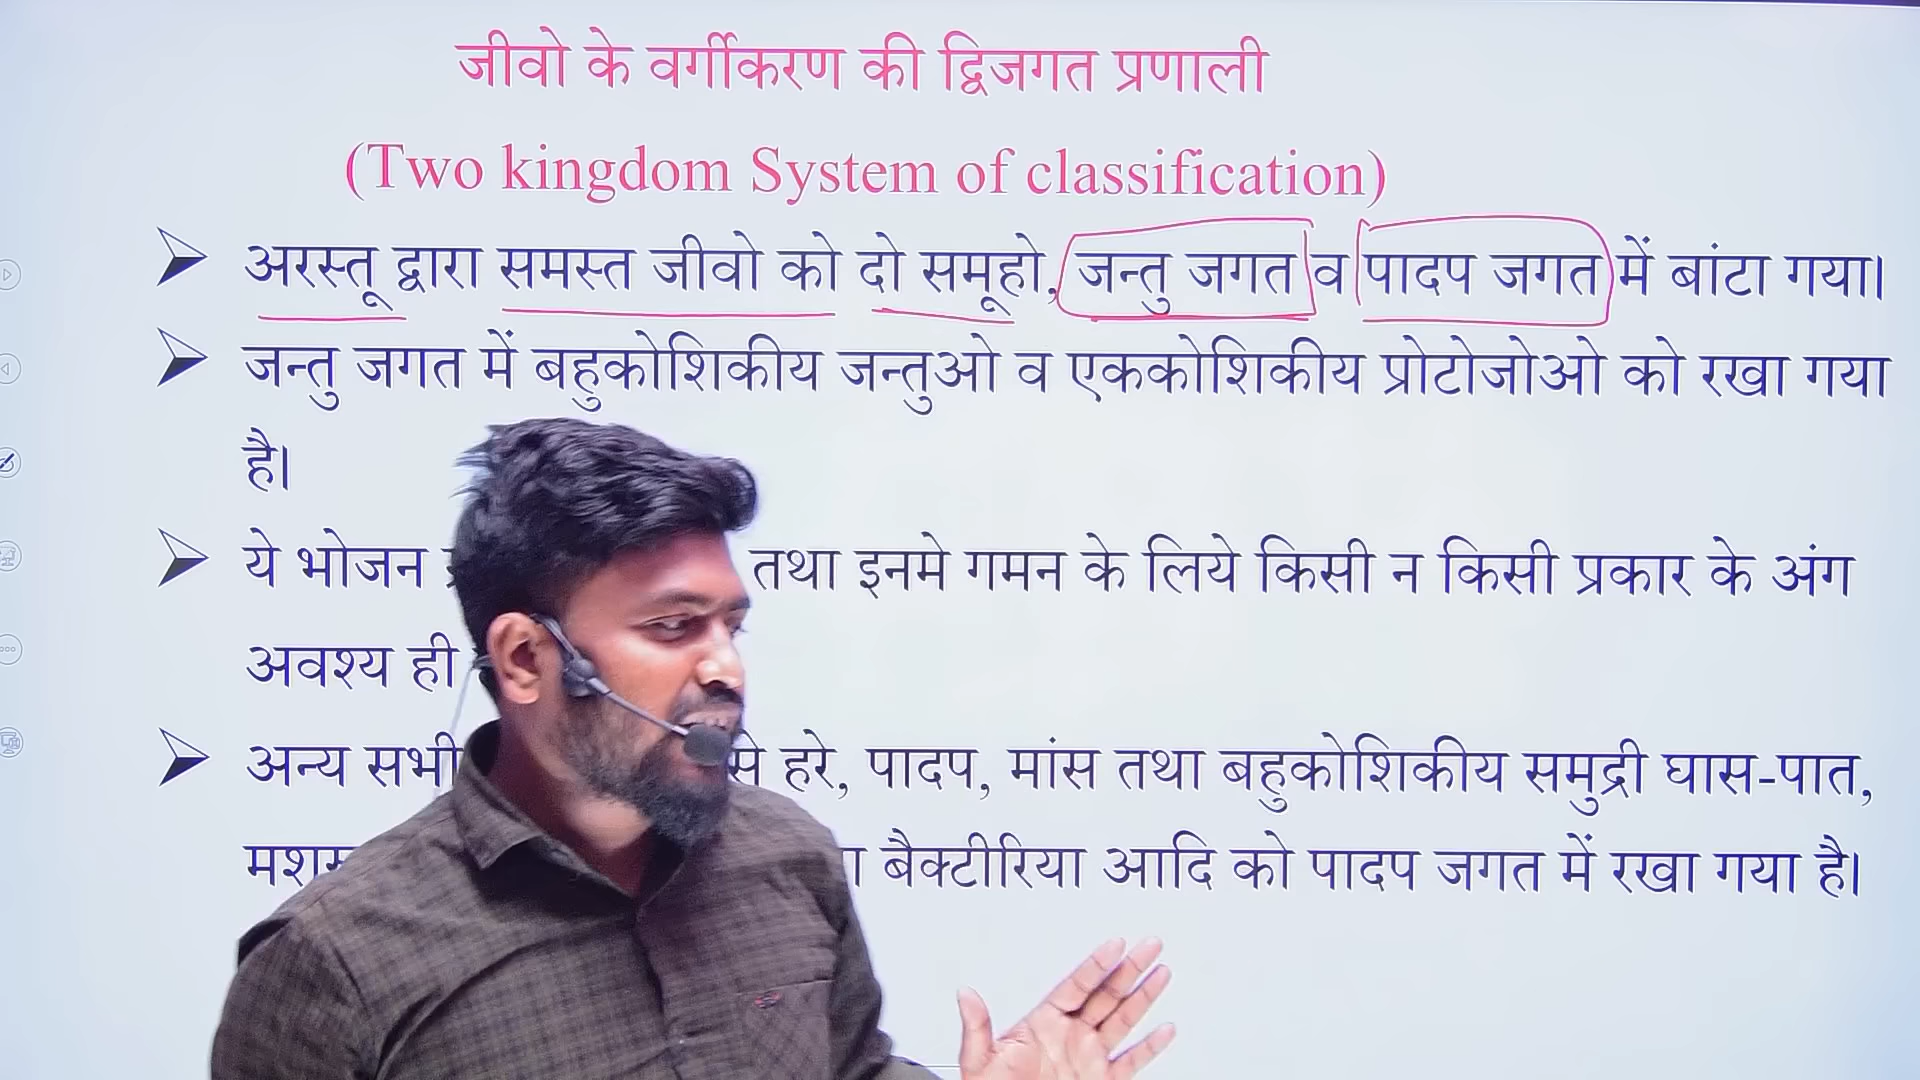 जीवो के वर्गीकरण की द्विजगत प्रणाली
(Two kingdom System of classification)
अरस्तू द्वारा समस्त जीवो को दो समूहो, जन्तु जगत व पादप जगत में बांटा गया।
जन्तु जगत में बहुकोशिकीय जन्तुओ व एककोशिकीय प्रोटोजोओ को रखा गया
है।
ये भोजन तथा इनमे गमन के लिये किसी न किसी प्रकार के अंग
अवश्य ही
अन्य सभी से हरे, पादप, मांस तथा बहुकोशिकीय समुद्री घास-पात,
बैक्टीरिया आदि को पादप जगत में रखा गया है।